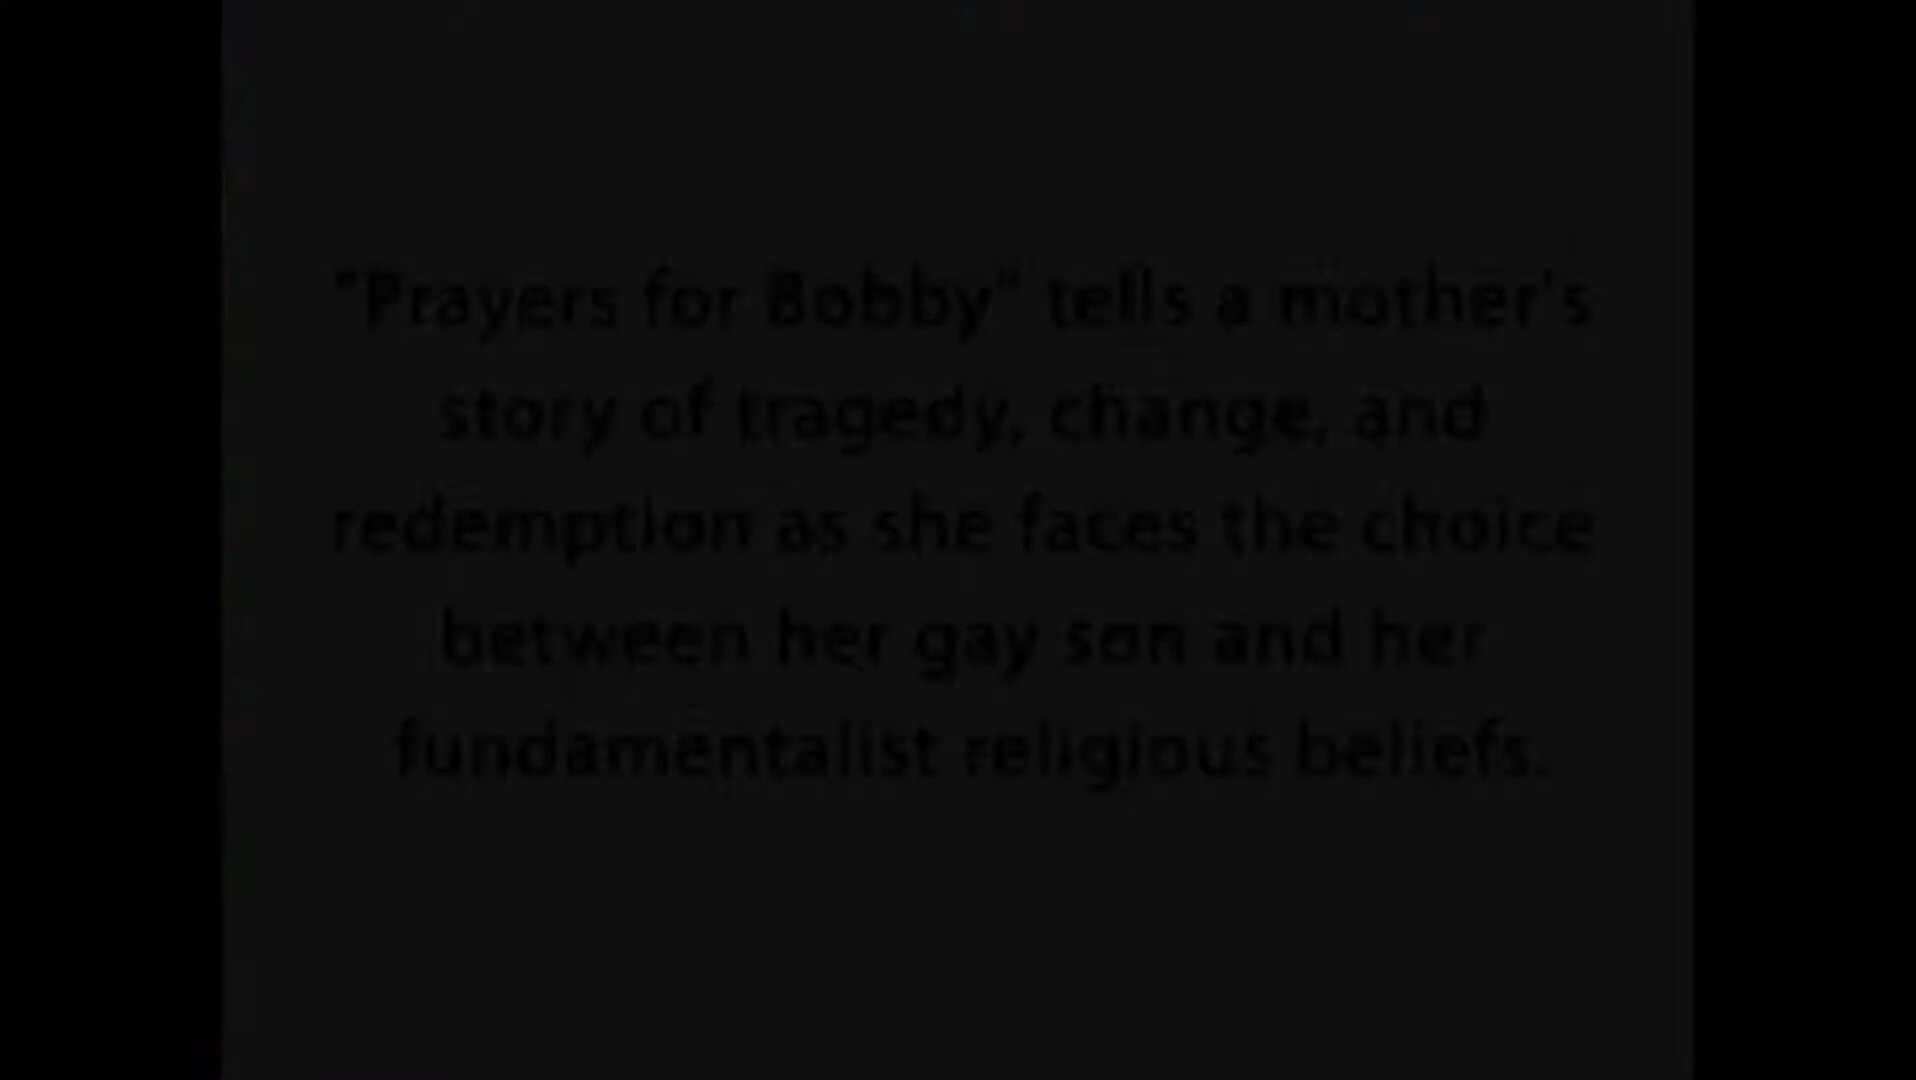 "Prayers for Bobby" tells a mother's
story of tragedy, change, and
redemption as she faces the choice
between her gay son and her
fundamentalist religious beliefs.